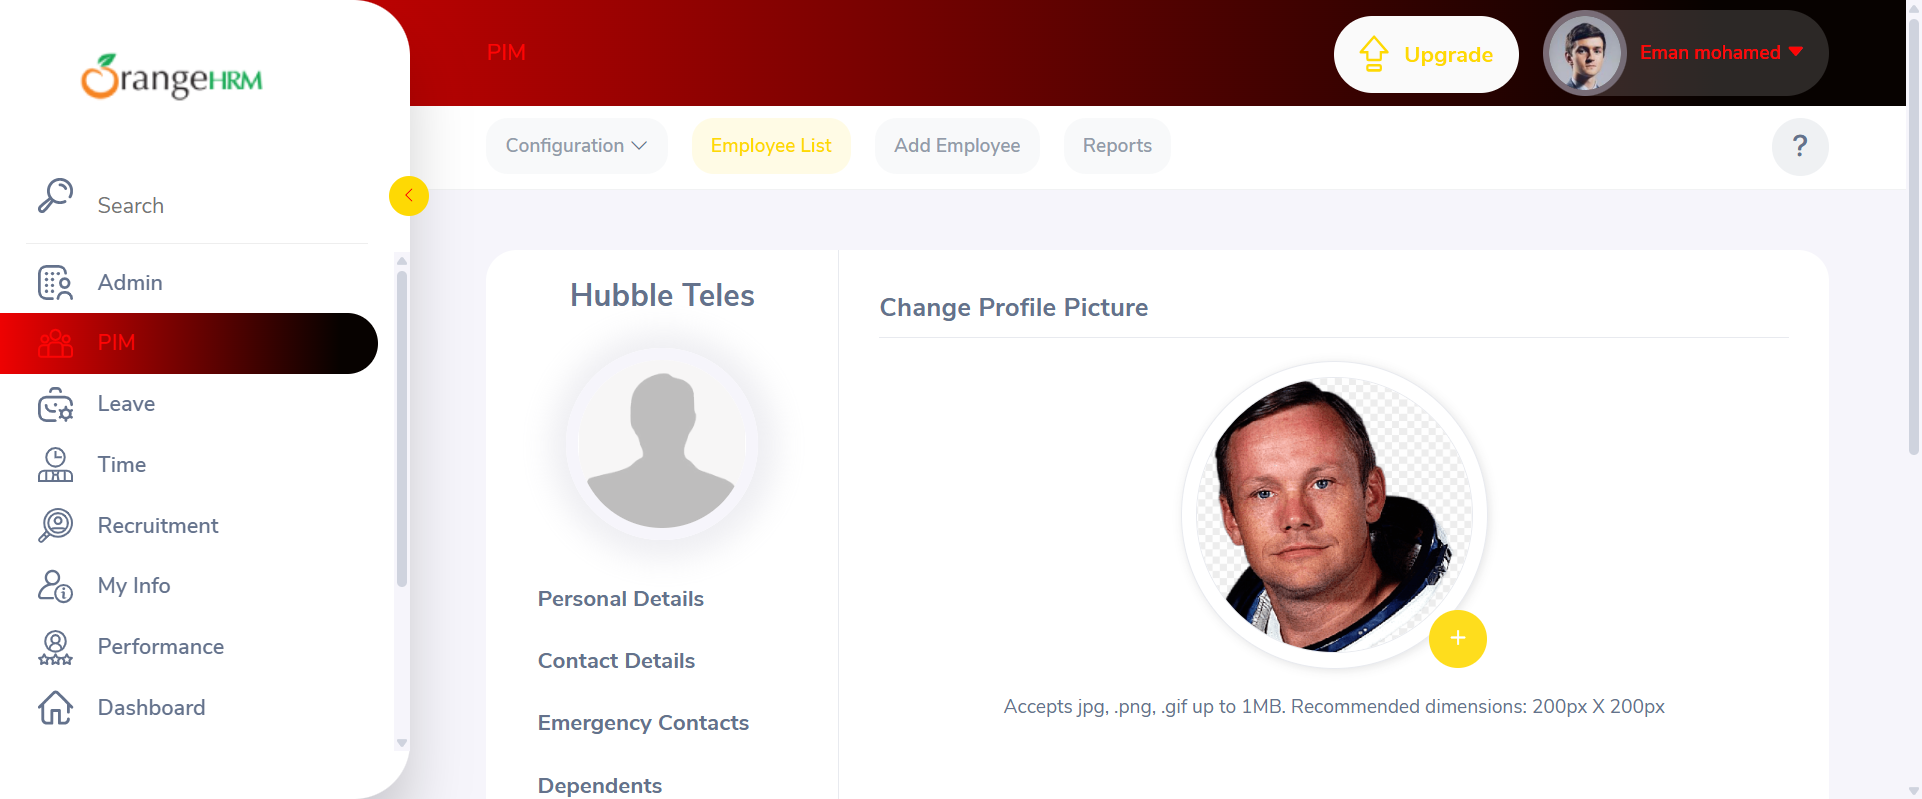 OrangeHRM
Search
Admin
PIM
Leave
Time
Recruitment
My Info
Performance
Dashboard
PIM
Upgrade
Eman mohamed
Configuration
Employee List
Add Employee
Reports
?
Hubble Teles
Personal Details
Contact Details
Emergency Contacts
Dependents
Change Profile Picture
+
Accepts jpg, .png, .gif up to 1MB. Recommended dimensions: 200px X 200px